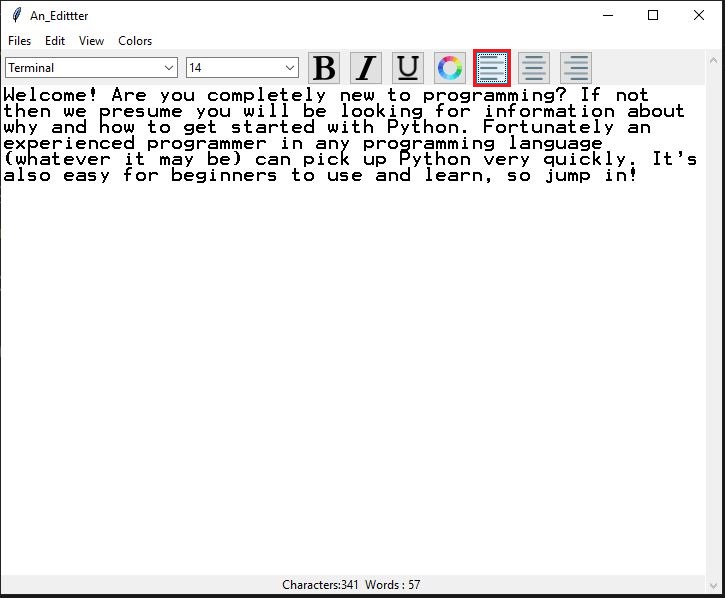 An_Edittter
Files Edit View Colors
Terminal 14 B I U
Welcome! Are you completely new to programming? If not
then we presume you will be looking for information about
why and how to get started with Python. Fortunately an
experienced programmer in any programming language
(whatever it may be) can pick up Python very quickly. It's
also easy for beginners to use and learn, so jump in!
Characters:341 Words : 57